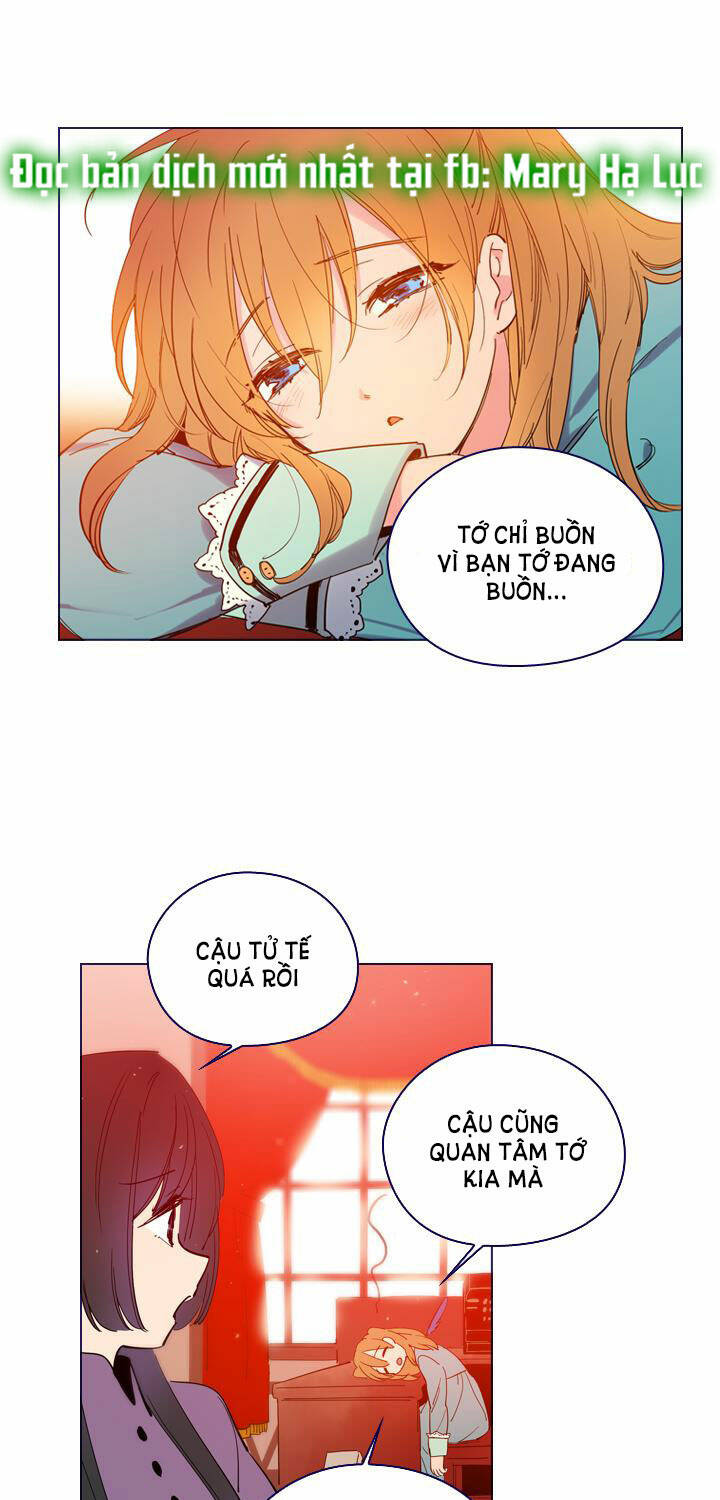 Đọc bản dịch mới nhất tại fb: Mary Hạ Lục
TỚ CHỈ BUỒN
VÌ BẠN TỚ ĐANG
BUỒN...
CẬU TỬ TẾ
QUÁ RỒI
CẬU CŨNG
QUAN TÂM TỚ
KIA MÀ